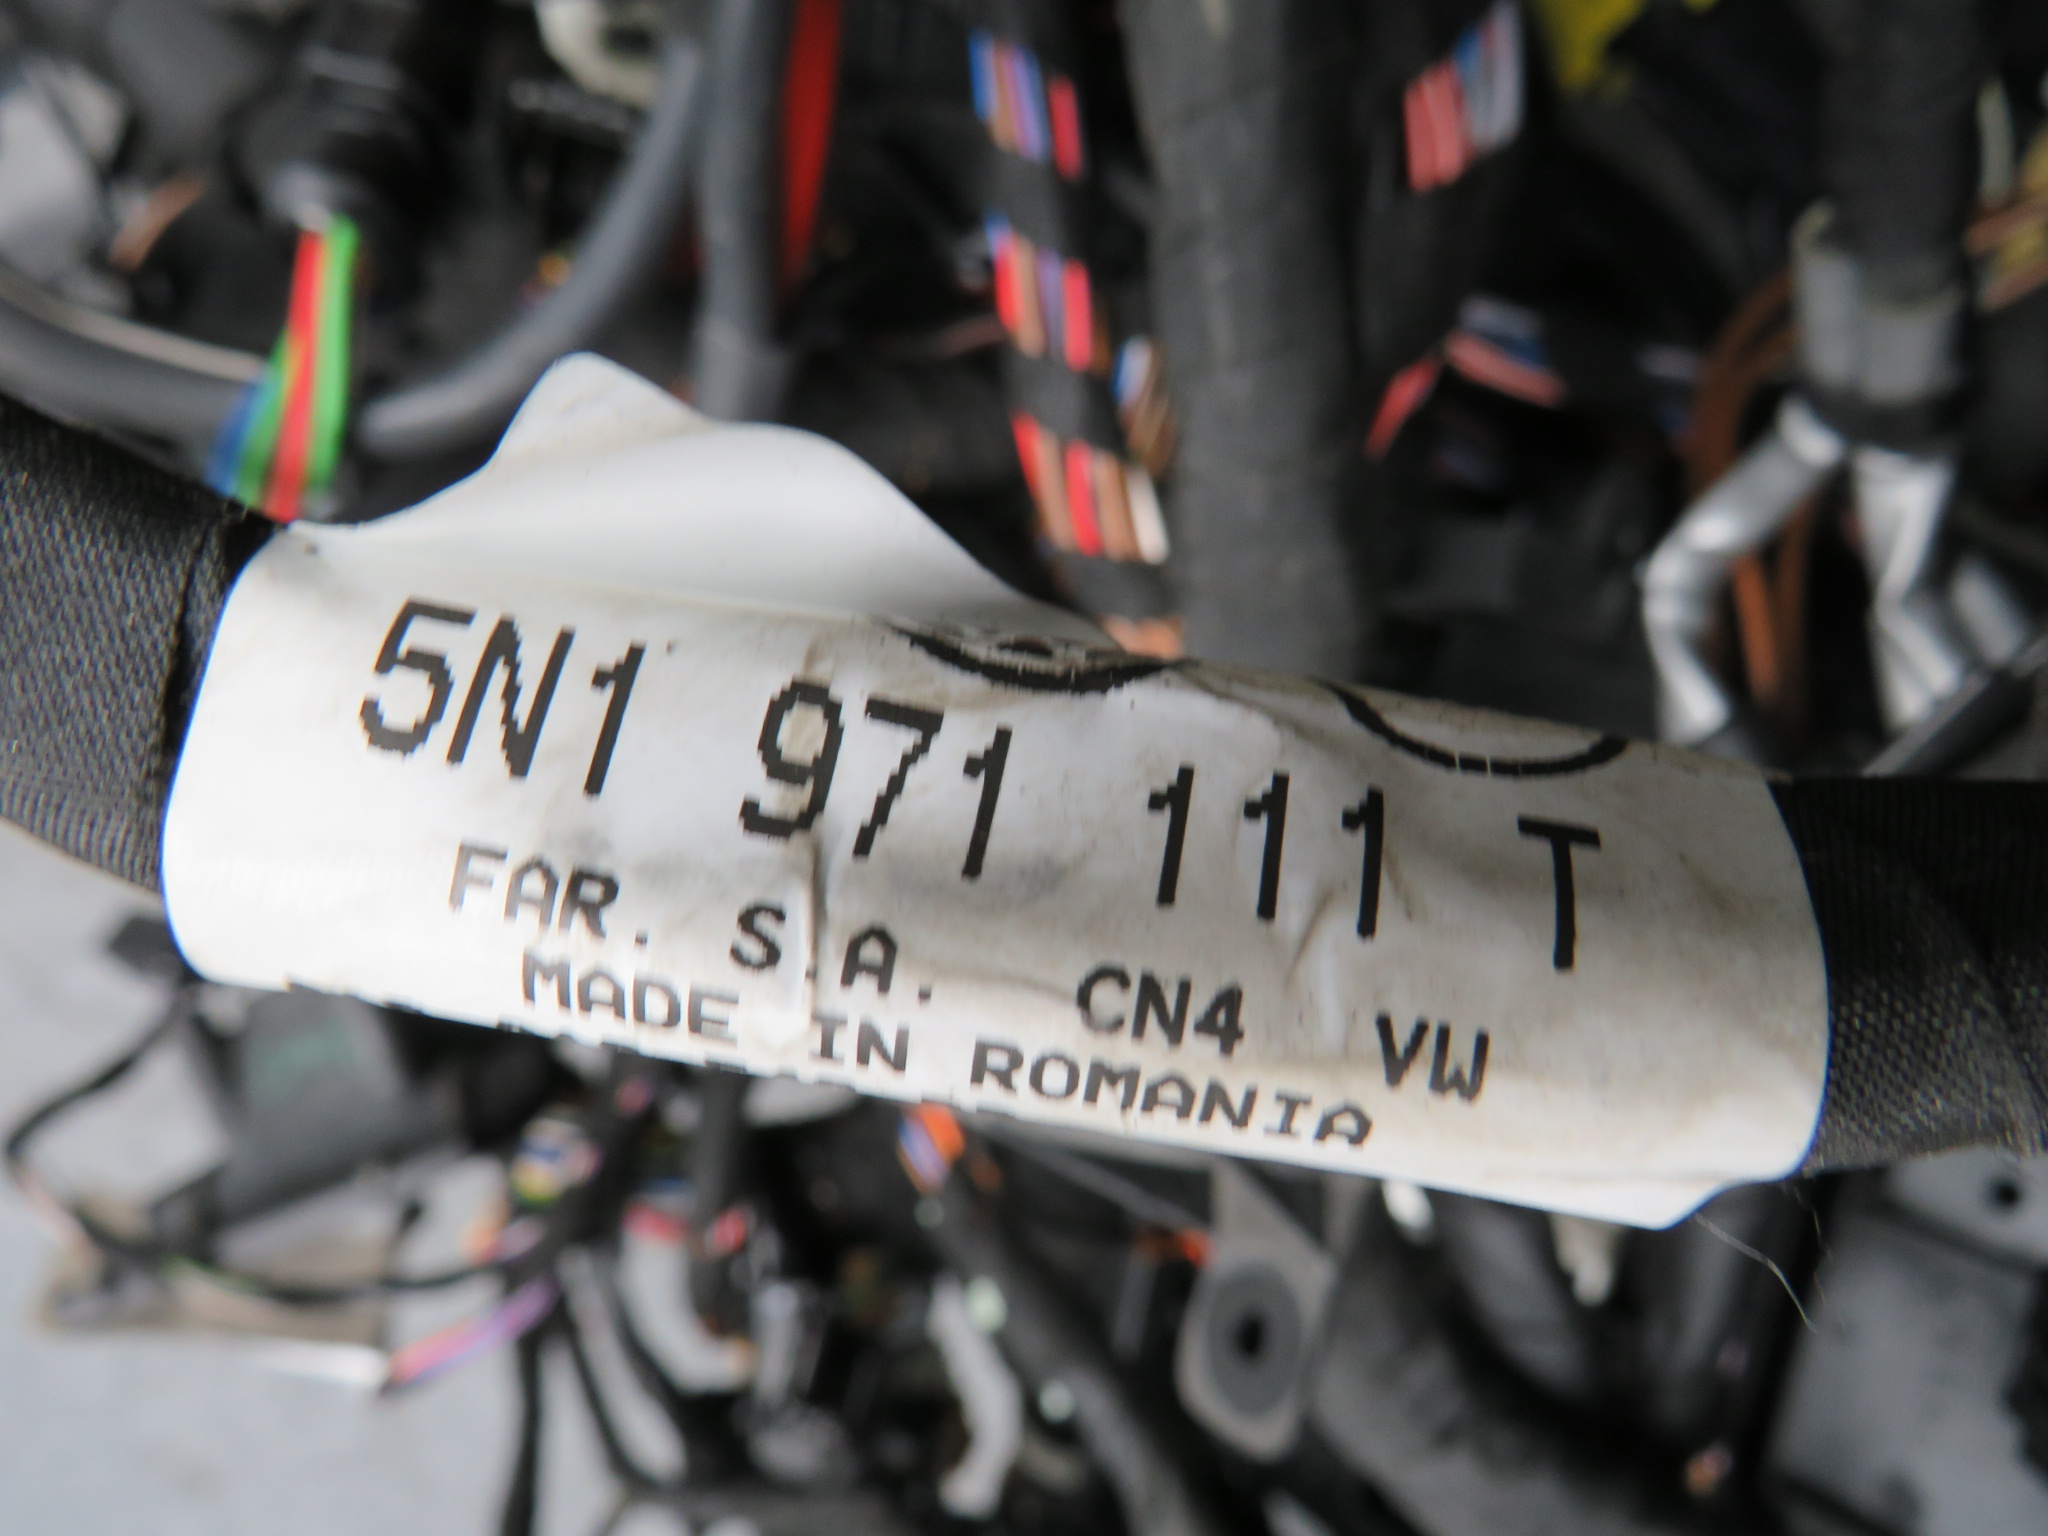 5N1 971 111 T
FAR. S.A. CN4 VW
MADE IN ROMANIA